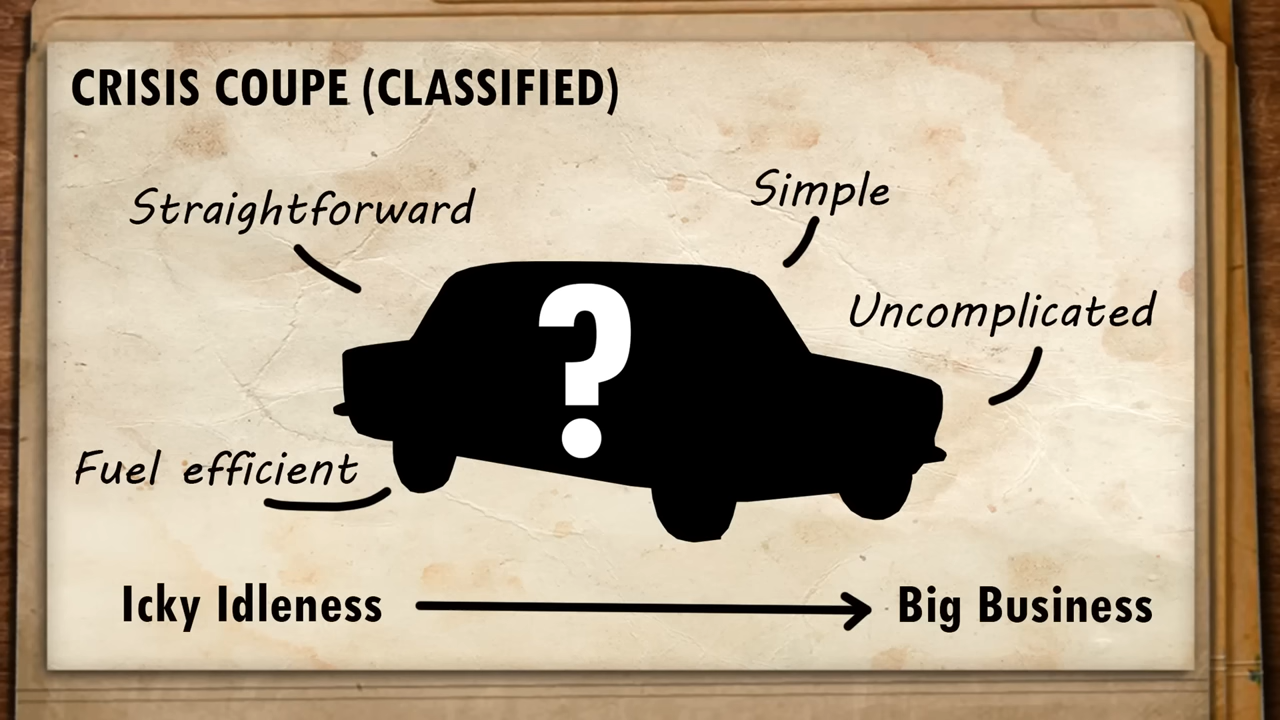 CRISIS COUPE (CLASSIFIED)
Straightforward
Simple
Uncomplicated
?
Fuel efficient
Icky Idleness
Big Business